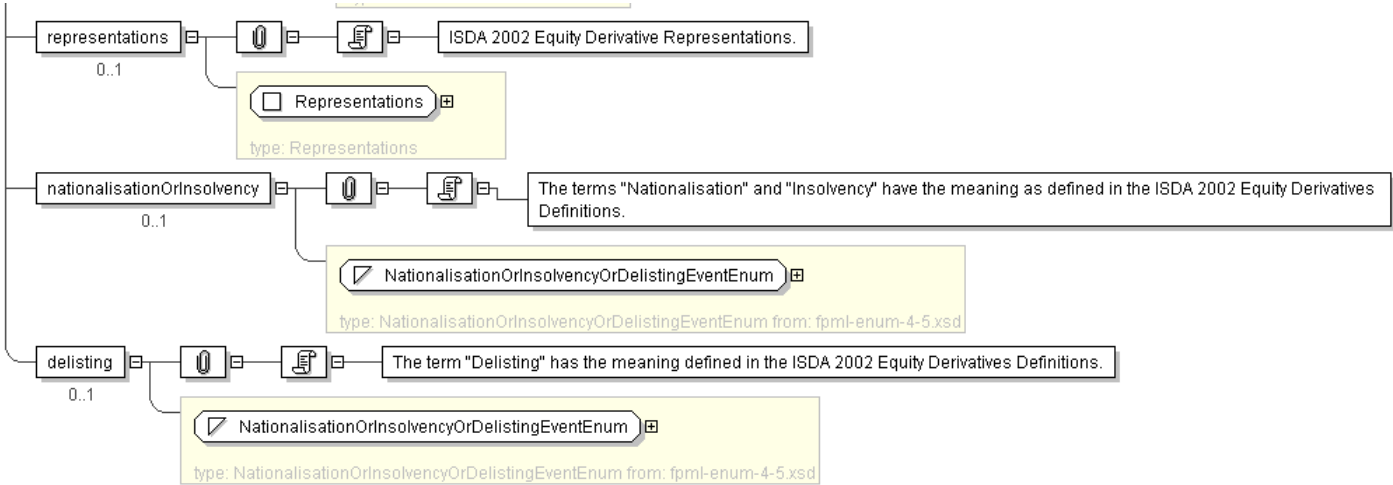 representations
ISDA 2002 Equity Derivative Representations.
0..1
Representations
type: Representations
nationalisationOrInsolvency
The terms "Nationalisation" and "Insolvency" have the meaning as defined in the ISDA 2002 Equity Derivatives
Definitions.
0..1
NationalisationOrInsolvencyOrDelistingEventEnum
type: NationalisationOrInsolvencyOrDelistingEventEnum from: fpml-enum-4-5.xsd
delisting
The term "Delisting" has the meaning defined in the ISDA 2002 Equity Derivatives Definitions.
0..1
NationalisationOrInsolvencyOrDelistingEventEnum
type: NationalisationOrInsolvencyOrDelistingEventEnum from: fpml-enum-4-5.xsd